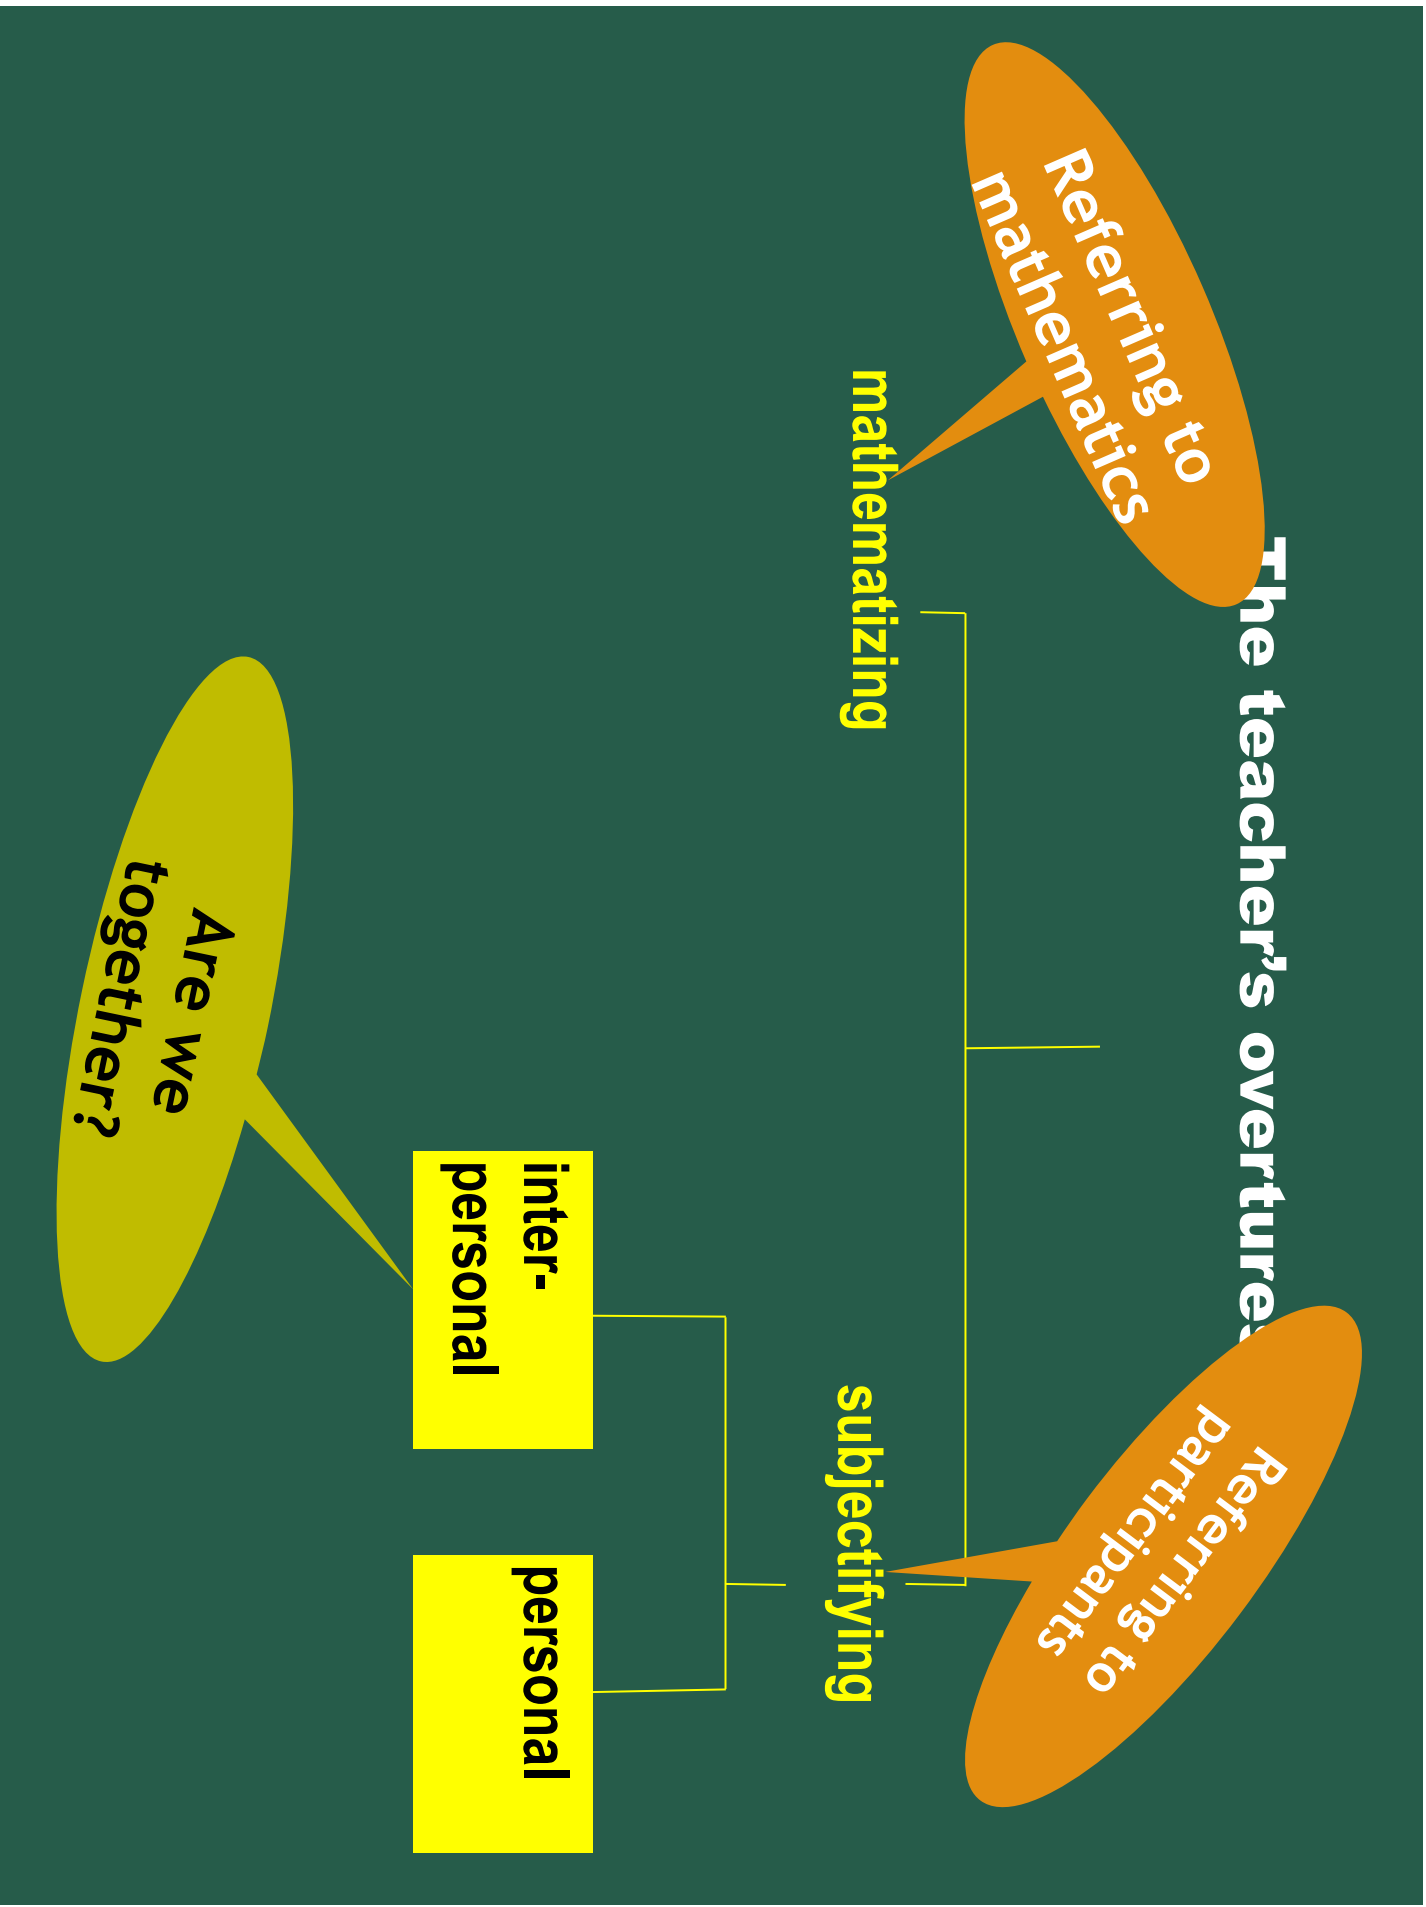 The teacher’s overtures
Referring to
mathematics
Referring to
participants
mathematizing
subjectifying
inter-
personal
personal
Are we
together?